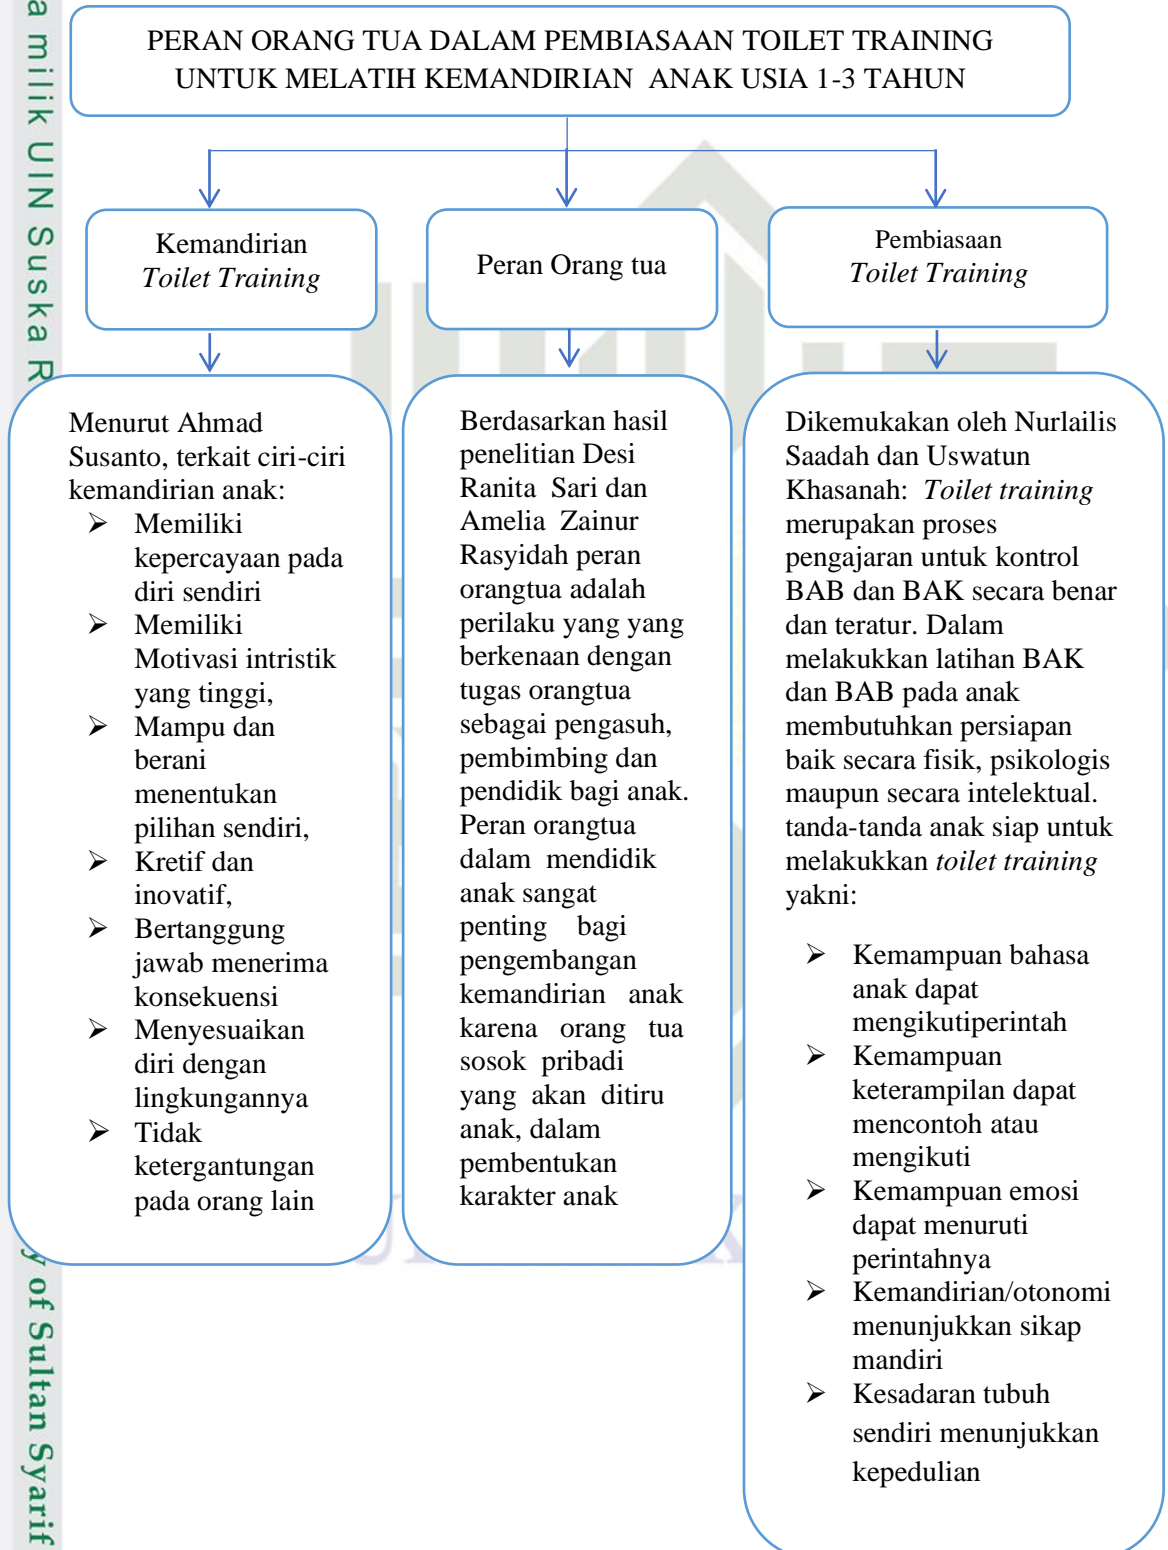 a milik UIN Suska R
PERAN ORANG TUA DALAM PEMBIASAAN TOILET TRAINING
UNTUK MELATIH KEMANDIRIAN ANAK USIA 1-3 TAHUN
Kemandirian
Toilet Training
Peran Orang tua
Pembiasaan
Toilet Training
Menurut Ahmad
Susanto, terkait ciri-ciri
kemandirian anak:
➢ Memiliki
kepercayaan pada
diri sendiri
➢ Memiliki
Motivasi intristik
yang tinggi,
➢ Mampu dan
berani
menentukan
pilihan sendiri,
➢ Kretif dan
inovatif,
➢ Bertanggung
jawab menerima
konsekuensi
➢ Menyesuaikan
diri dengan
lingkungannya
➢ Tidak
ketergantungan
pada orang lain
Berdasarkan hasil
penelitian Desi
Ranita Sari dan
Amelia Zainur
Rasyidah peran
orangtua adalah
perilaku yang yang
berkenaan dengan
tugas orangtua
sebagai pengasuh,
pembimbing dan
pendidik bagi anak.
Peran orangtua
dalam mendidik
anak sangat
penting bagi
pengembangan
kemandirian anak
karena orang tua
sosok pribadi
yang akan ditiru
anak, dalam
pembentukan
karakter anak
Dikemukakan oleh Nurlailis
Saadah dan Uswatun
Khasanah: Toilet training
merupakan proses
pengajaran untuk kontrol
BAB dan BAK secara benar
dan teratur. Dalam
melakukkan latihan BAK
dan BAB pada anak
membutuhkan persiapan
baik secara fisik, psikologis
maupun secara intelektual.
tanda-tanda anak siap untuk
melakukkan toilet training
yakni:
➢ Kemampuan bahasa
anak dapat
mengikutiperintah
➢ Kemampuan
keterampilan dapat
mencontoh atau
mengikuti
➢ Kemampuan emosi
dapat menuruti
perintahnya
➢ Kemandirian/otonomi
menunjukkan sikap
mandiri
➢ Kesadaran tubuh
sendiri menunjukkan
kepedulian
y of Sultan Syarif